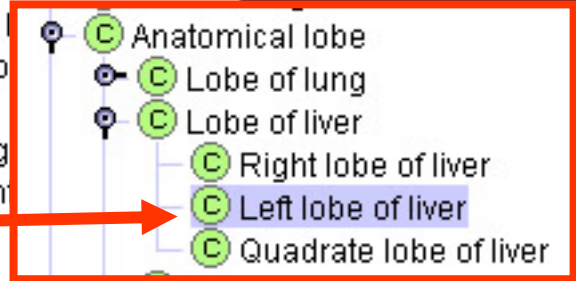 C Anatomical lobe
C Lobe of lung
C Lobe of liver
C Right lobe of liver
C Left lobe of liver
C Quadrate lobe of liver